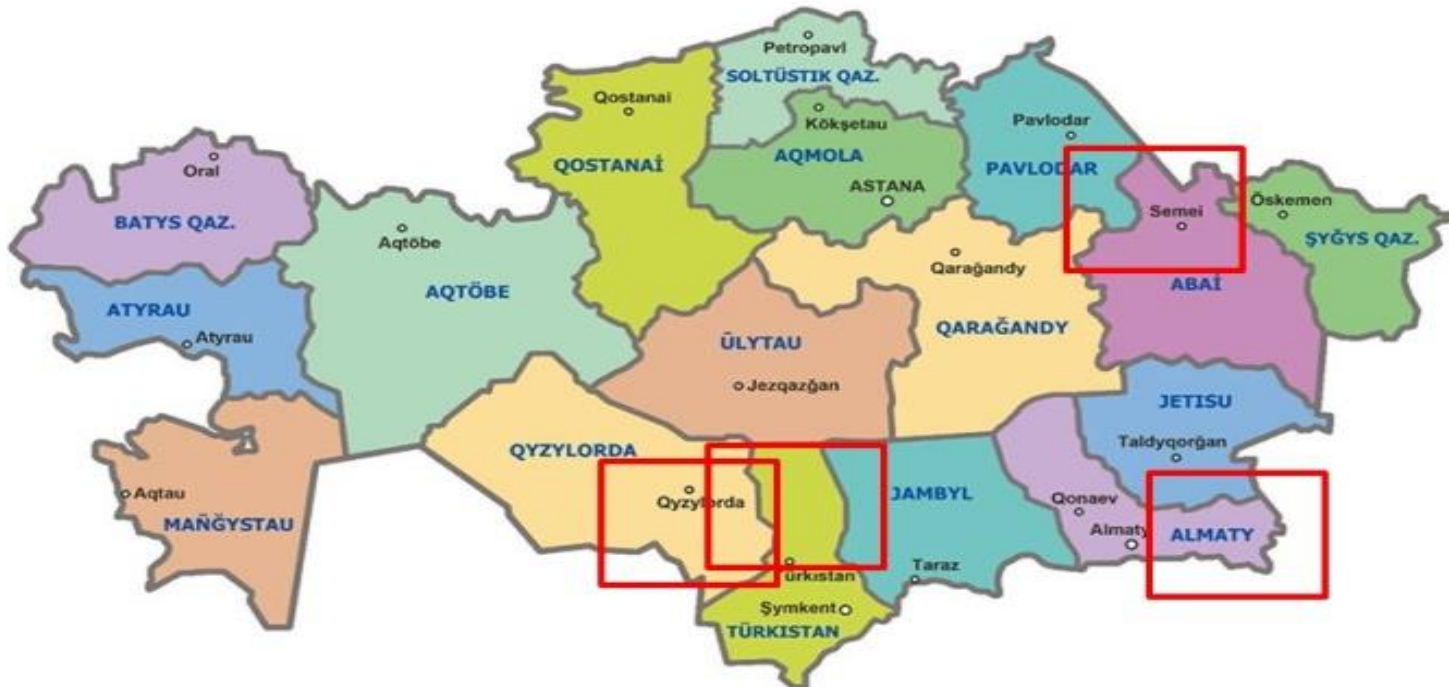 Petropavl
SOLTÜSTIK QAZ.
Qostanai
Kökşetau
Pavlodar
QOSTANAİ
AQMOLA
PAVLODAR
Oral
ASTANA
Semei
Öskemen
BATYS QAZ.
Aqtöbe
ŞYĞYS QAZ.
Qarağandy
ABAİ
AQTÖBE
ATYRAU
Atyrau
ŪLYTAU
QARAĞANDY
Jezqazğan
JETISU
QYZYLORDA
Taldyqorğan
Aqtau
Qyzylorda
JAMBYL
Qonaev
MAÑĞYSTAU
Almaty
ALMATY
ürkıstan
Taraz
Şymkent
TÜRKISTAN